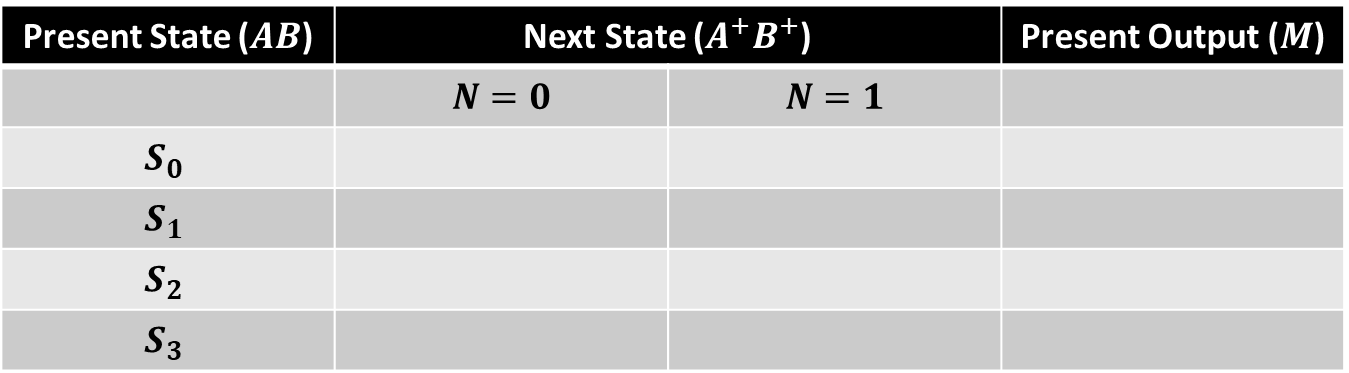 Present State (AB) Next State (A⁺B⁺) Present Output (M)
N = 0 N = 1
S₀
S₁
S₂
S₃